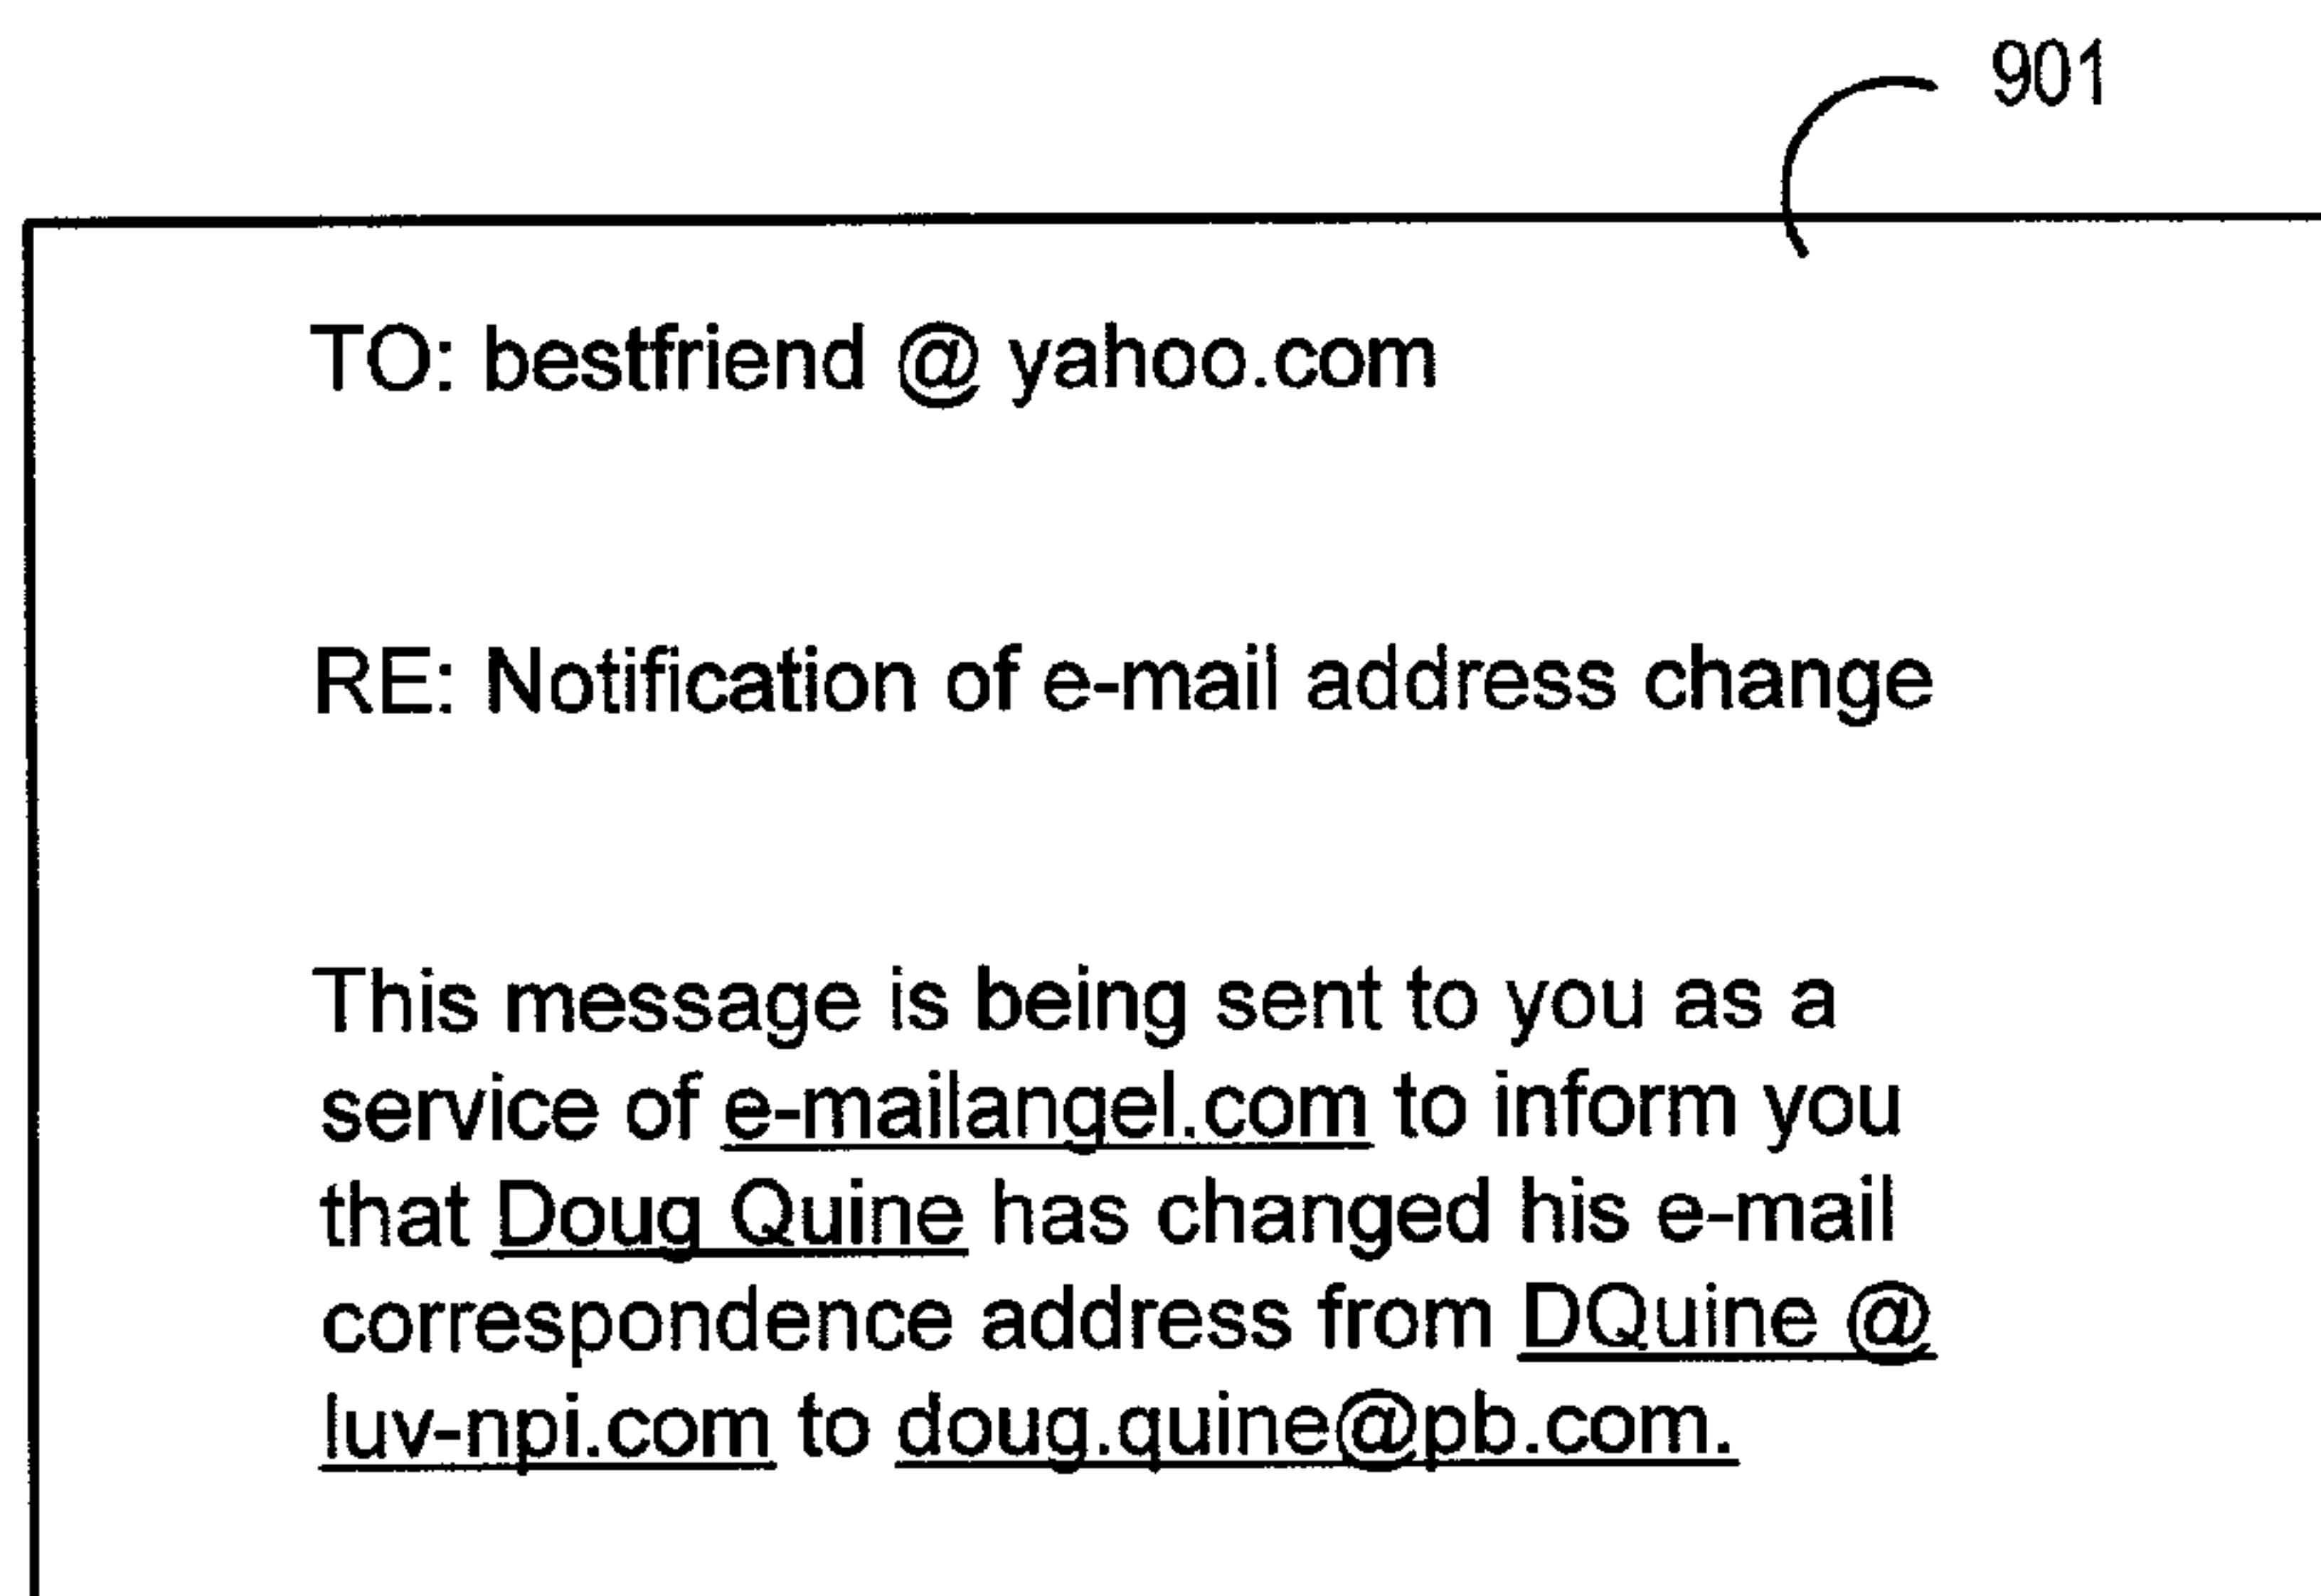 901
TO: bestfriend @ yahoo.com
RE: Notification of e-mail address change
This message is being sent to you as a
service of e-mailangel.com to inform you
that Doug Quine has changed his e-mail
correspondence address from DQuine @
luv-npi.com to doug.quine@pb.com.